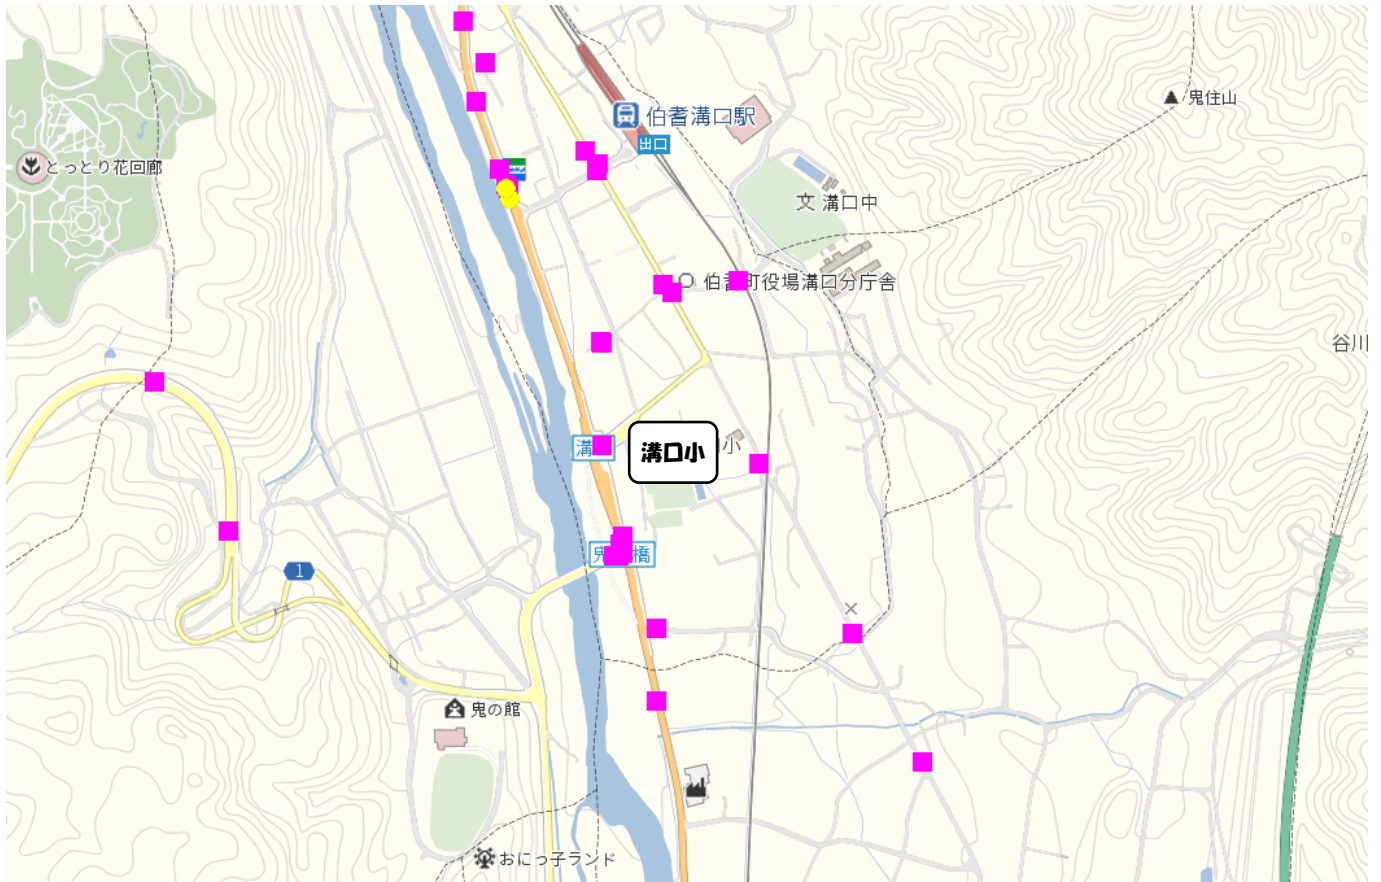 鬼住山
伯耆溝口駅
出口
とっとり花回廊
文 溝口中
伯耆町役場溝口分庁舎
谷川
溝
溝口小
小
橋
1
鬼の館
おにっ子ランド